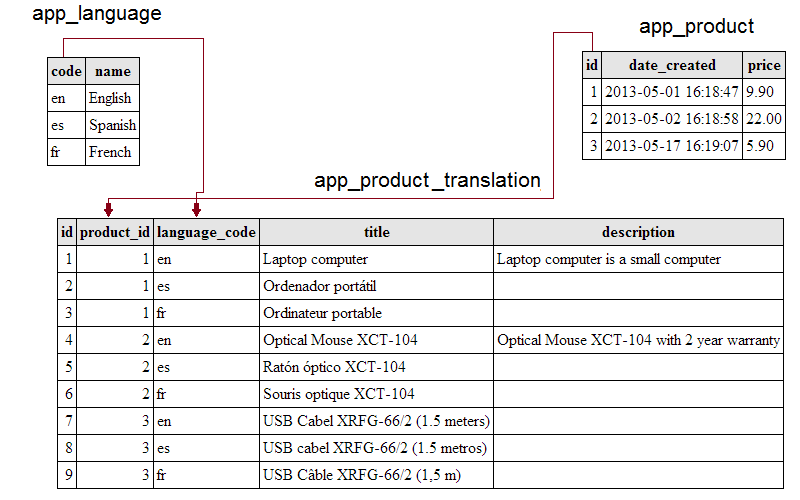 app_language
app_product
code name
en English
es Spanish
fr French
id date_created price
1 2013-05-01 16:18:47 9.90
2 2013-05-02 16:18:58 22.00
3 2013-05-17 16:19:07 5.90
app_product_translation
id product_id language_code title description
1 1 en Laptop computer Laptop computer is a small computer
2 1 es Ordenador portátil
3 1 fr Ordinateur portable
4 2 en Optical Mouse XCT-104 Optical Mouse XCT-104 with 2 year warranty
5 2 es Ratón óptico XCT-104
6 2 fr Souris optique XCT-104
7 3 en USB Cabel XRFG-66/2 (1.5 meters)
8 3 es USB cabel XRFG-66/2 (1.5 metros)
9 3 fr USB Câble XRFG-66/2 (1,5 m)